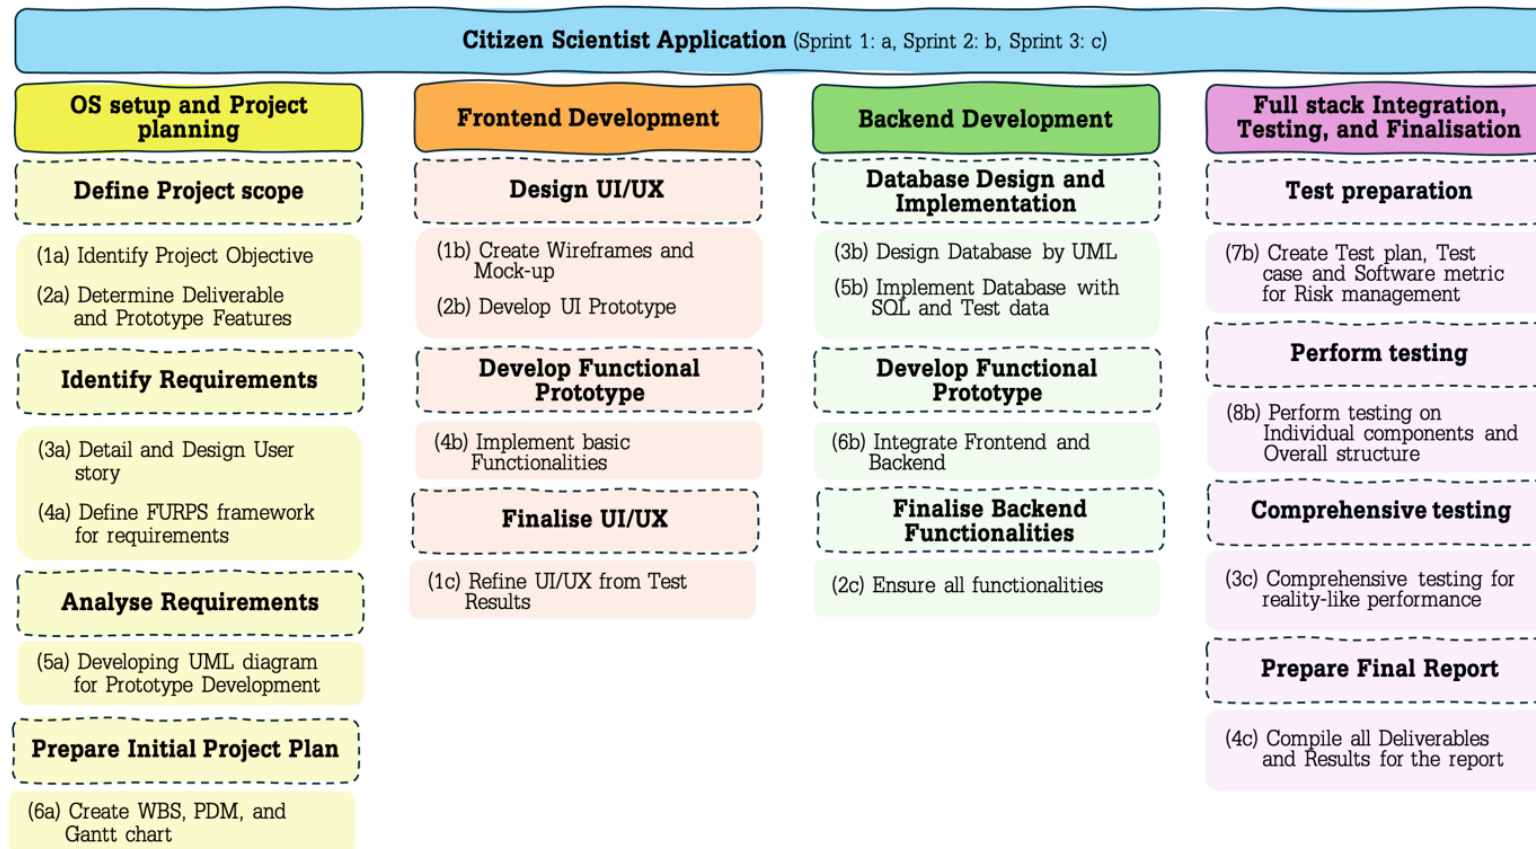 Citizen Scientist Application (Sprint 1: a, Sprint 2: b, Sprint 3: c)
OS setup and Project
planning
Define Project scope
(1a) Identify Project Objective
(2a) Determine Deliverable
and Prototype Features
Identify Requirements
(3a) Detail and Design User
story
(4a) Define FURPS framework
for requirements
Analyse Requirements
(5a) Developing UML diagram
for Prototype Development
Prepare Initial Project Plan
(6a) Create WBS, PDM, and
Gantt chart
Frontend Development
Design UI/UX
(1b) Create Wireframes and
Mock-up
(2b) Develop UI Prototype
Develop Functional
Prototype
(4b) Implement basic
Functionalities
Finalise UI/UX
(1c) Refine UI/UX from Test
Results
Backend Development
Database Design and
Implementation
(3b) Design Database by UML
(5b) Implement Database with
SQL and Test data
Develop Functional
Prototype
(6b) Integrate Frontend and
Backend
Finalise Backend
Functionalities
(2c) Ensure all functionalities
Full stack Integration,
Testing, and Finalisation
Test preparation
(7b) Create Test plan, Test
case and Software metric
for Risk management
Perform testing
(8b) Perform testing on
Individual components and
Overall structure
Comprehensive testing
(3c) Comprehensive testing for
reality-like performance
Prepare Final Report
(4c) Compile all Deliverables
and Results for the report